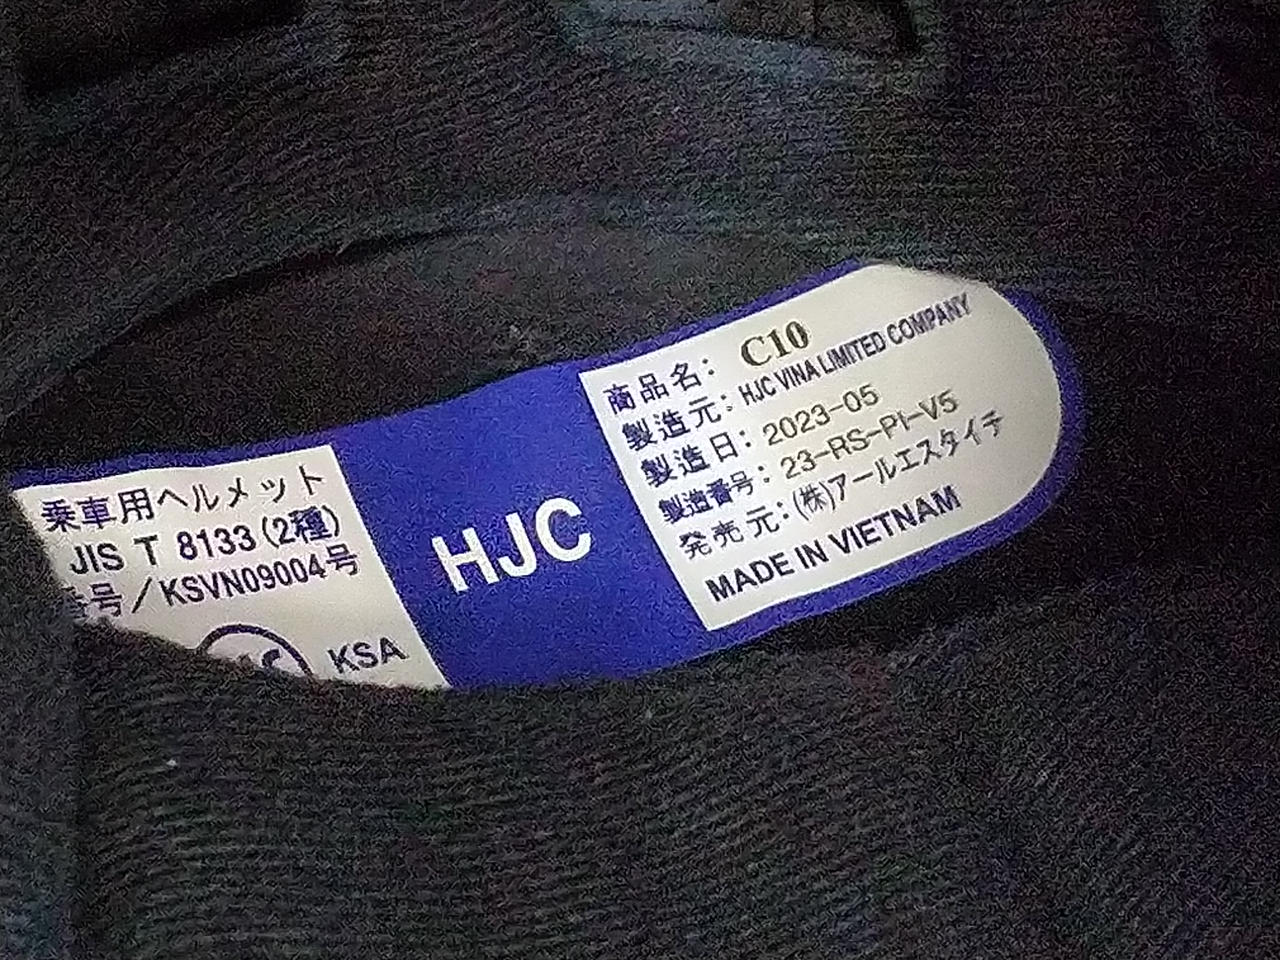 乗車用ヘルメット
JIS T 8133(2種)
号/KSVN09004号
KSA
HJC
商品名: C10
製造元: HJC VINA LIMITED COMPANY
製造日: 2023-05
製造番号: 23-RS-PI-V5
発売元: (株)アールエスタイチ
MADE IN VIETNAM